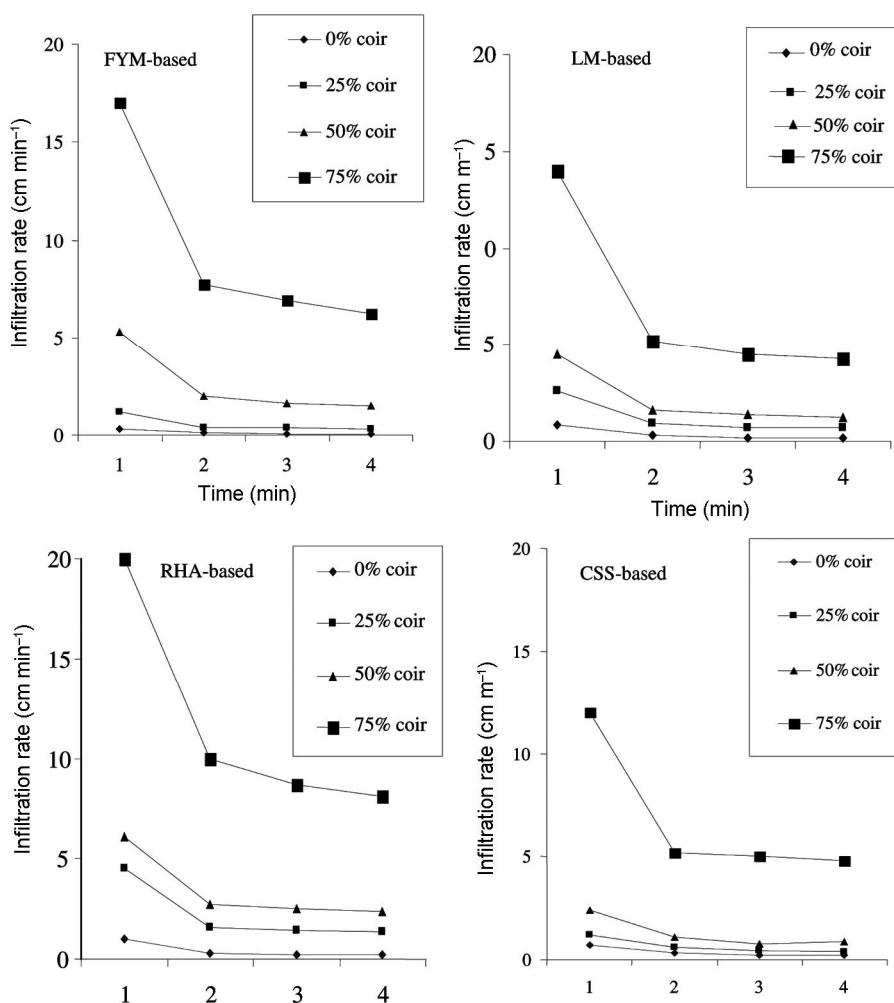 FYM-based
0% coir
25% coir
50% coir
75% coir
20
15
10
5
0
Infiltration rate (cm min⁻¹)
1 2 3 4
Time (min)
LM-based
0% coir
25% coir
50% coir
75% coir
20
5
0
5
0
Infiltration rate (cm m⁻¹)
1 2 3 4
Time (min)
RHA-based
0% coir
25% coir
50% coir
75% coir
20
15
10
5
0
Infiltration rate (cm min⁻¹)
1 2 3 4
CSS-based
0% coir
25% coir
50% coir
75% coir
20
15
10
5
0
Infiltration rate (cm m⁻¹)
1 2 3 4